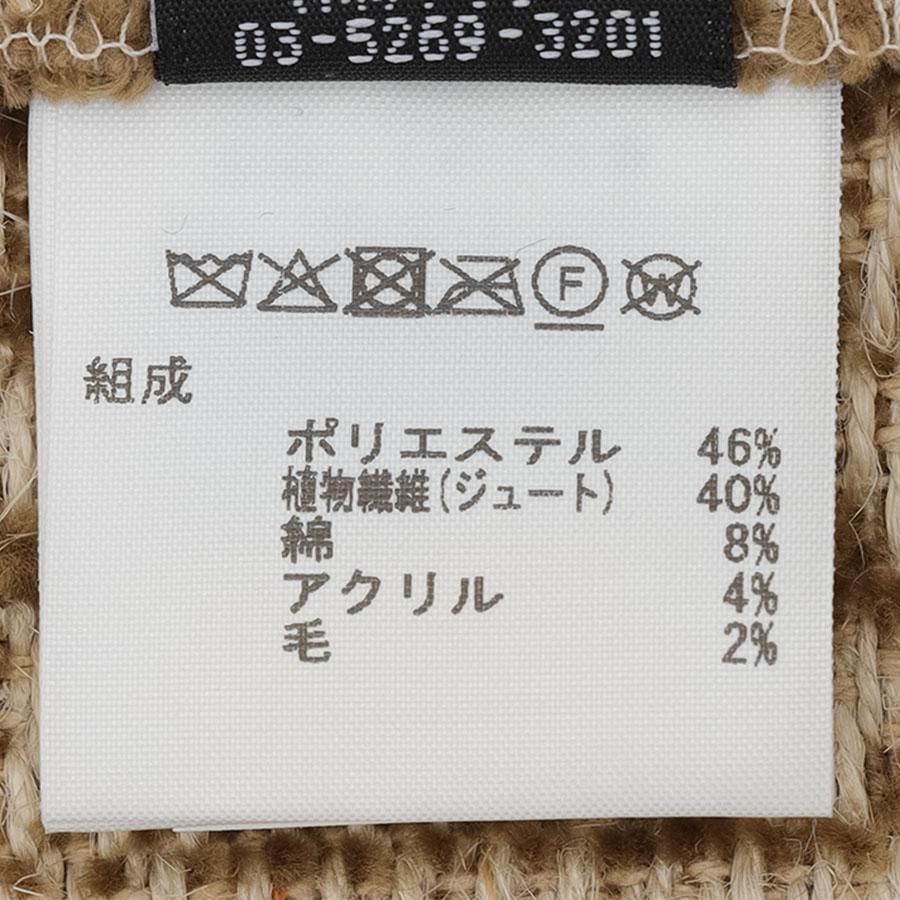 03-5269-3201
F
W
組成
ポリエステル 46%
植物繊維(ジュート) 40%
綿 8%
アクリル 4%
毛 2%